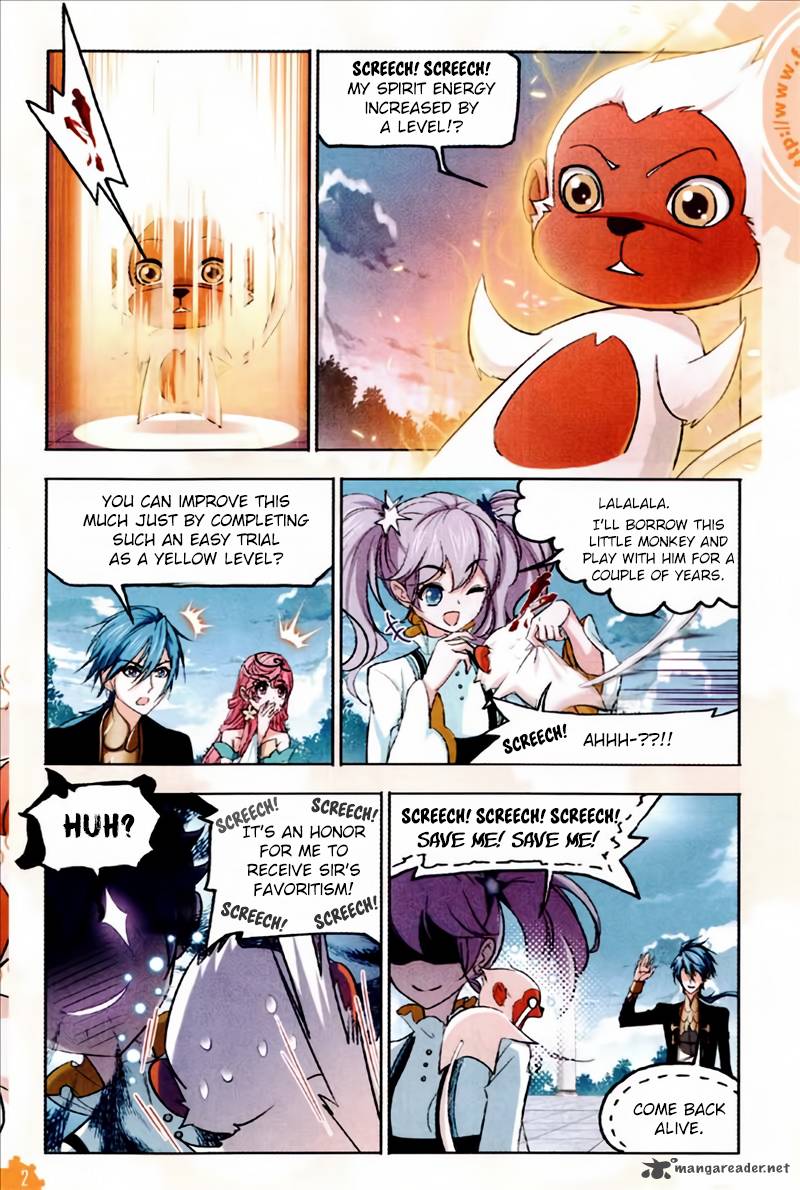 !
SCREECH! SCREECH!
MY SPIRIT ENERGY
INCREASED BY
A LEVEL!?
http://www.
YOU CAN IMPROVE THIS
MUCH JUST BY COMPLETING
SUCH AN EASY TRIAL
AS A YELLOW LEVEL?
LALALALA.
I'LL BORROW THIS
LITTLE MONKEY AND
PLAY WITH HIM FOR A
COUPLE OF YEARS.
SCREECH! AHHH-??!!
HUH?
SCREECH! SCREECH!
IT'S AN HONOR
FOR ME TO
RECEIVE SIR'S
FAVORITISM!
SCREECH! SCREECH!
SCREECH! SCREECH! SCREECH!
SAVE ME! SAVE ME!
COME BACK
ALIVE.
2
mangareader.net